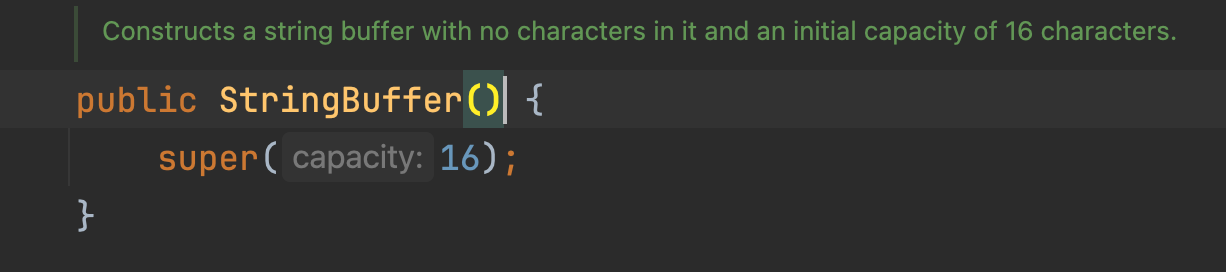 Constructs a string buffer with no characters in it and an initial capacity of 16 characters.
public StringBuffer() {
super( capacity: 16);
}